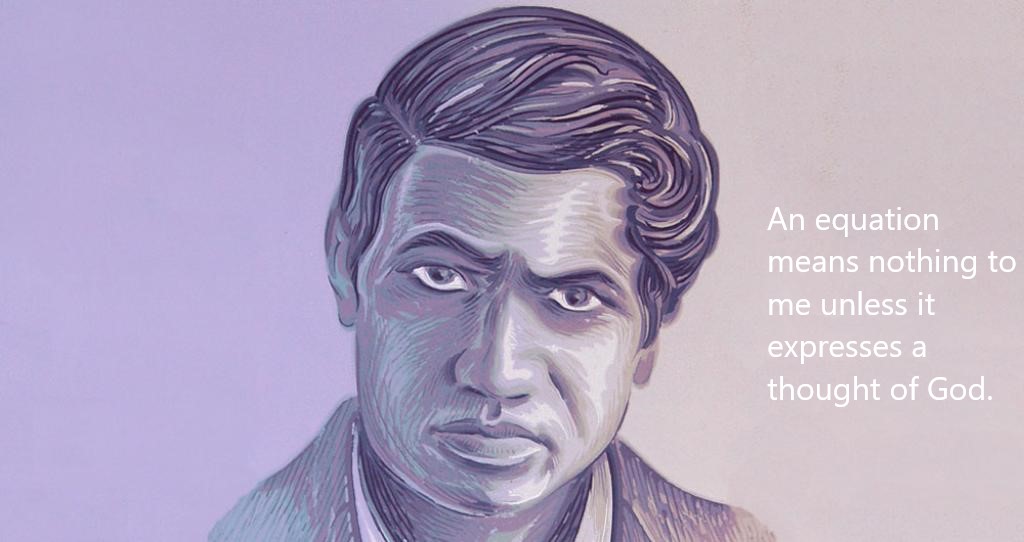 An equation
means nothing to
me unless it
expresses a
thought of God.